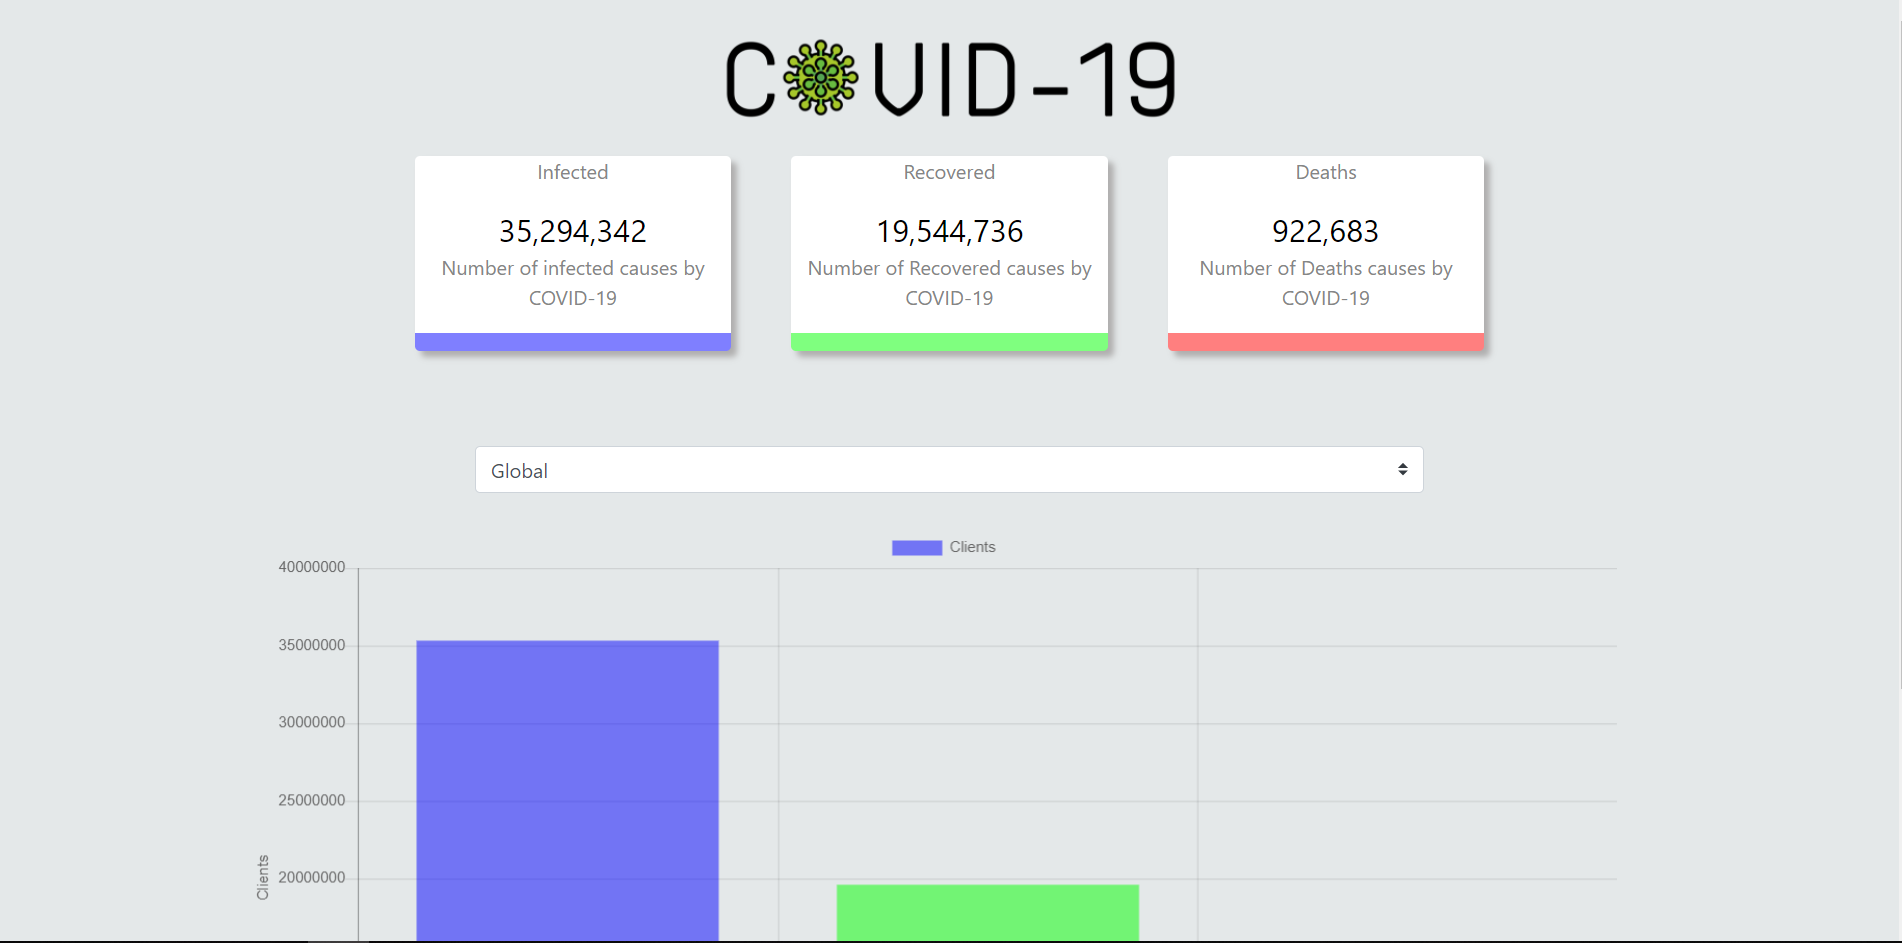 COVID-19
Infected
35,294,342
Number of infected causes by
COVID-19
Recovered
19,544,736
Number of Recovered causes by
COVID-19
Deaths
922,683
Number of Deaths causes by
COVID-19
Global
Clients
40000000
35000000
30000000
25000000
20000000
Clients